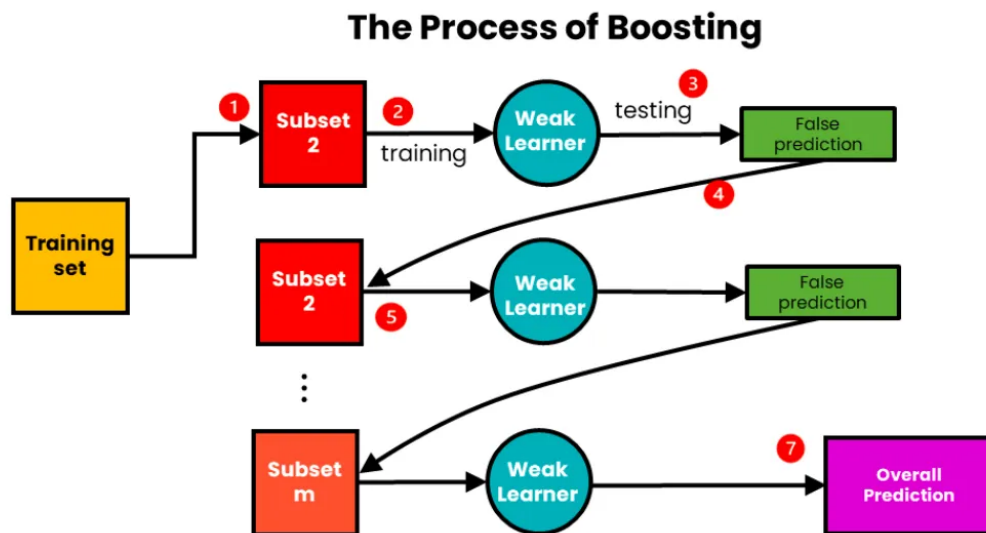 The Process of Boosting
1
2
3
Subset
2
training
Weak
Learner
testing
False
prediction
4
Training
set
Subset
2
5
Weak
Learner
False
prediction
Subset
m
Weak
Learner
7
Overall
Prediction